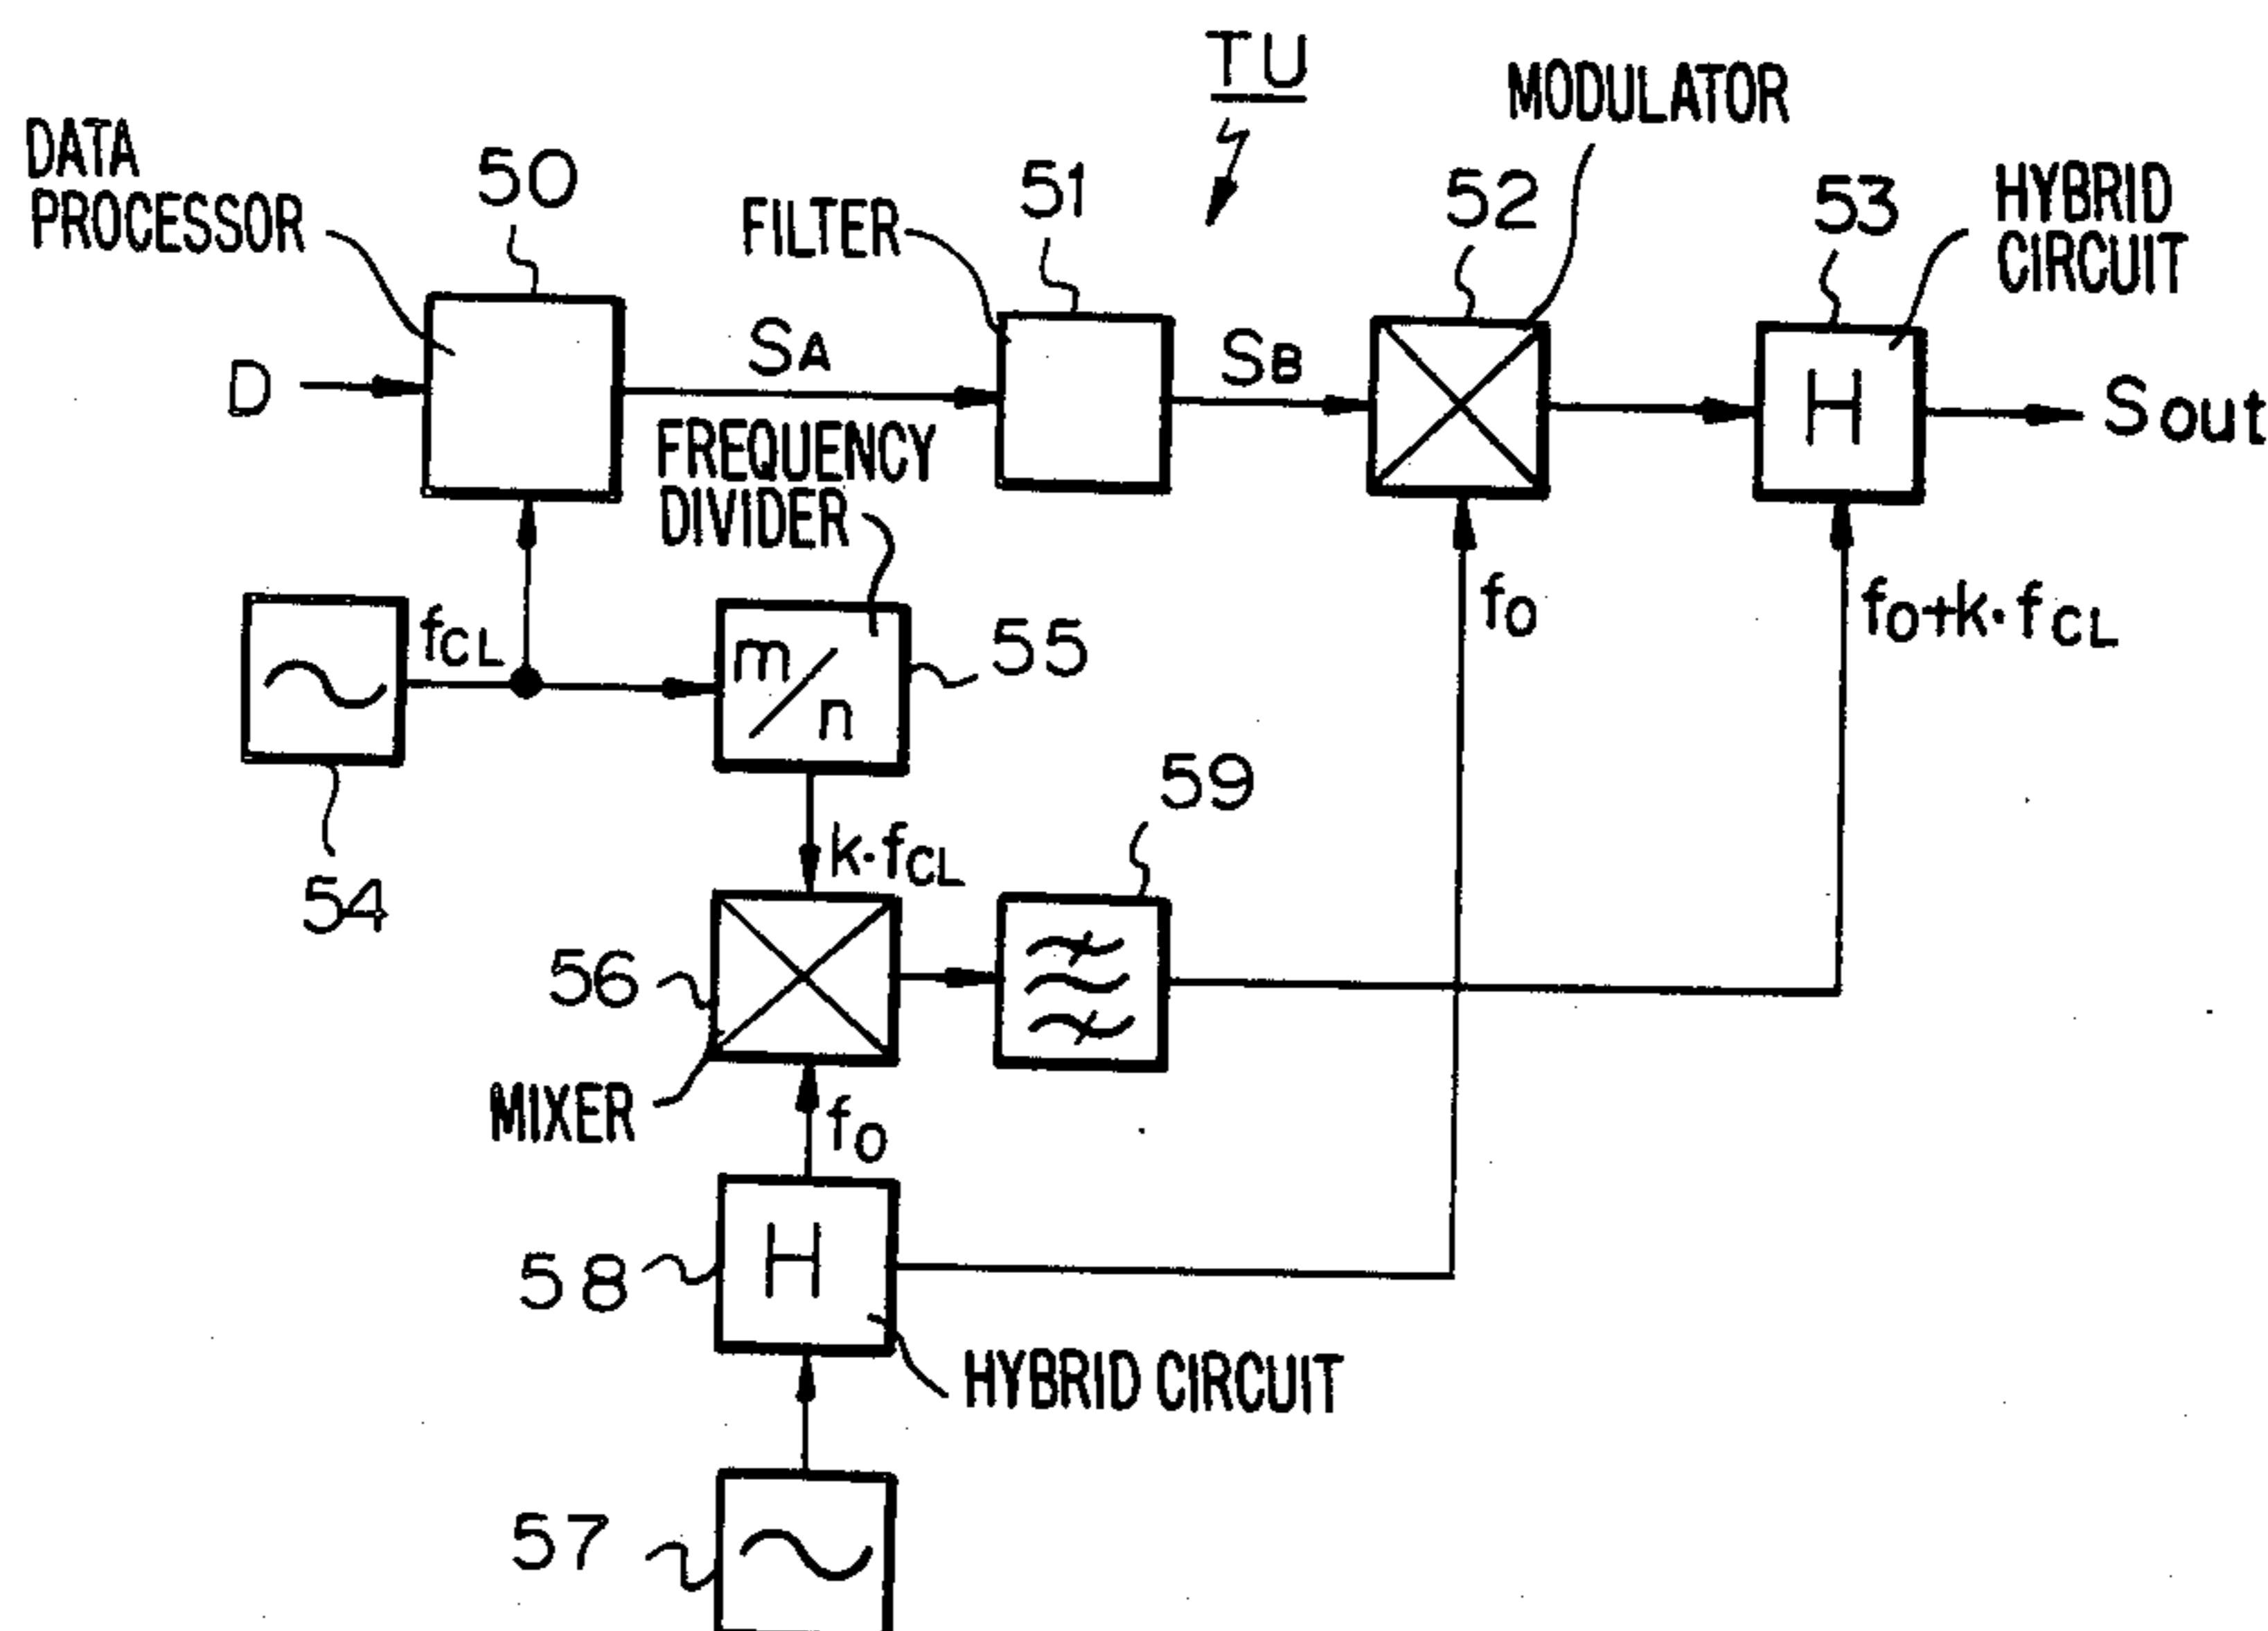 TU
MODULATOR
DATA
PROCESSOR
50
FILTER
51
52
53
HYBRID
CIRCUIT
D
SA
SB
H
Sout
FREQUENCY
DIVIDER
fCL
m/n
55
fO
fO+k·fCL
54
k·fCL
59
56
MIXER
fO
58
H
HYBRID CIRCUIT
57